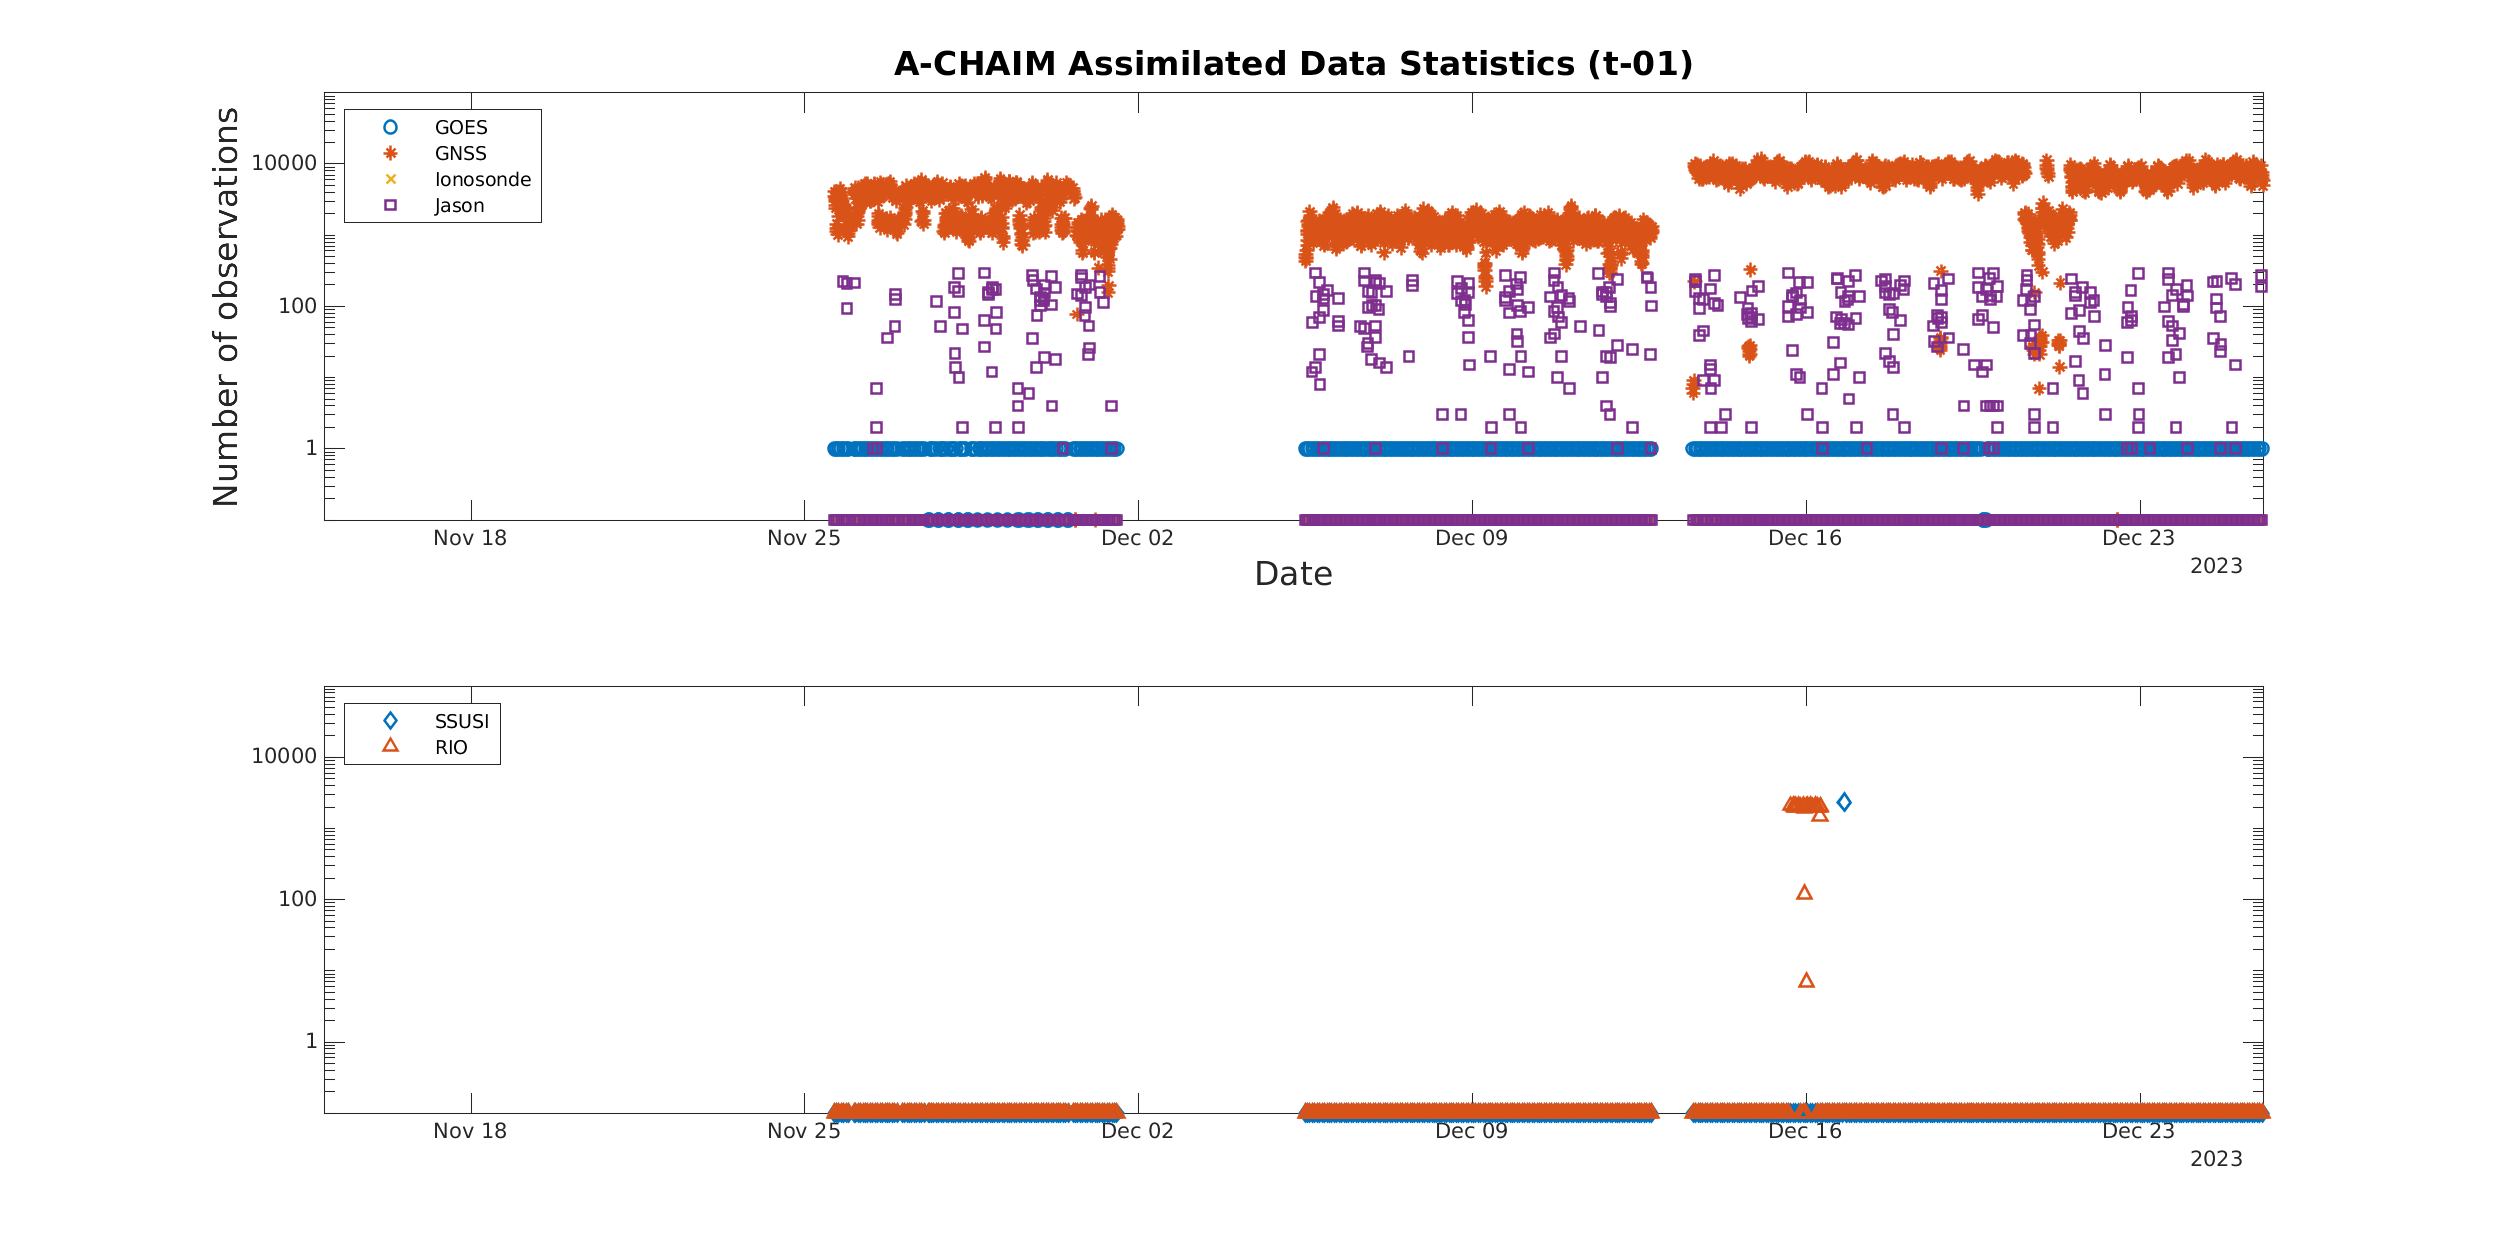 A-CHAIM Assimilated Data Statistics (t-01)
Number of observations
10000
100
1
GOES
GNSS
Ionosonde
Jason
Nov 18
Nov 25
Dec 02
Dec 09
Dec 16
Dec 23
2023
Date
10000
100
1
SSUSI
RIO
Nov 18
Nov 25
Dec 02
Dec 09
Dec 16
Dec 23
2023